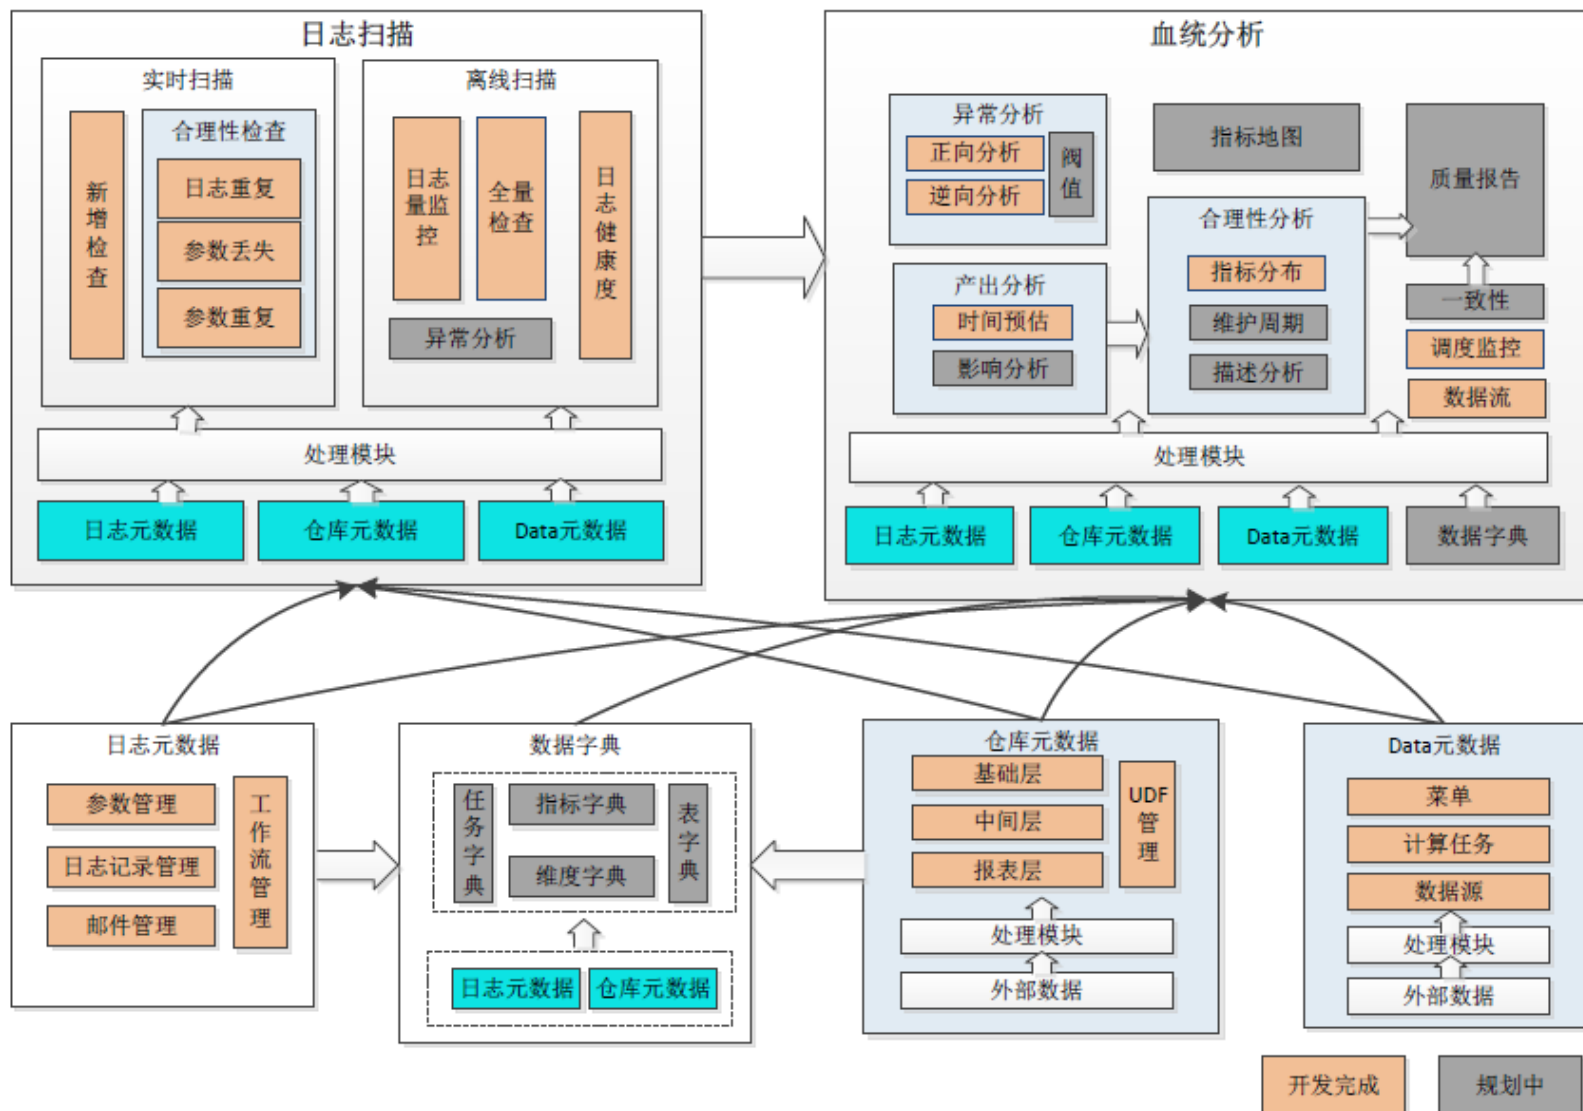 日志扫描
实时扫描
新
增
检
查
合理性检查
日志重复
参数丢失
参数重复
离线扫描
日志
量监
控
全量
检查
日
志
健
康
度
异常分析
处理模块
日志元数据
仓库元数据
Data元数据
血统分析
异常分析
正向分析
逆向分析
阀
值
指标地图
质量报告
产出分析
时间预估
影响分析
合理性分析
指标分布
维护周期
描述分析
一致性
调度监控
数据流
处理模块
日志元数据
仓库元数据
Data元数据
数据字典
日志元数据
参数管理
日志记录管理
邮件管理
工
作
流
管
理
数据字典
任
务
字
典
指标字典
维度字典
表
字
典
日志元数据
仓库元数据
仓库元数据
基础层
中间层
报表层
UDF
管
理
处理模块
外部数据
Data元数据
菜单
计算任务
数据源
处理模块
外部数据
开发完成
规划中